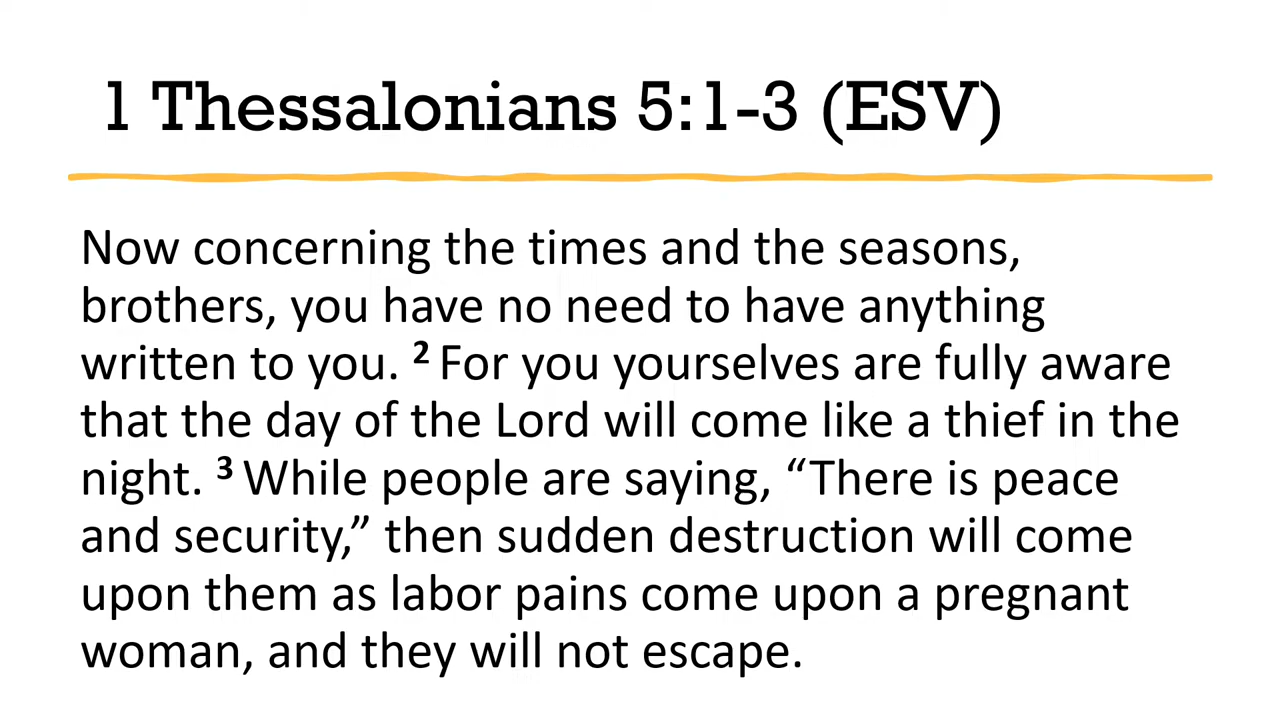 1 Thessalonians 5:1-3 (ESV)
Now concerning the times and the seasons,
brothers, you have no need to have anything
written to you. ² For you yourselves are fully aware
that the day of the Lord will come like a thief in the
night. ³ While people are saying, “There is peace
and security,” then sudden destruction will come
upon them as labor pains come upon a pregnant
woman, and they will not escape.